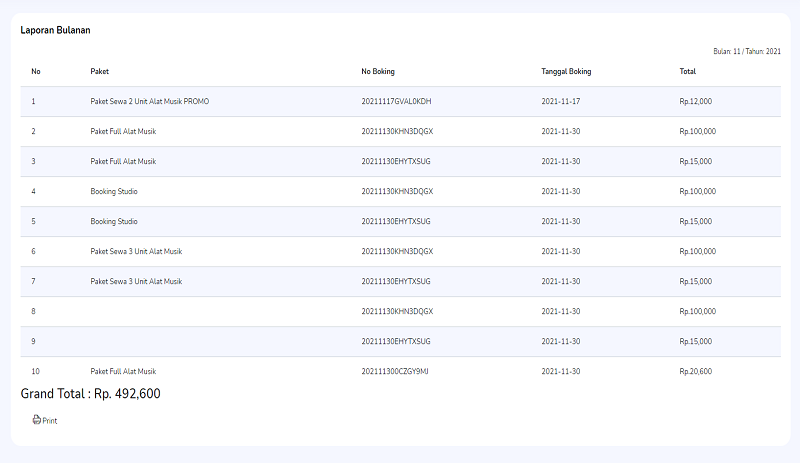 Laporan Bulanan
Bulan: 11 / Tahun: 2021
No Paket No Boking Tanggal Boking Total
1 Paket Sewa 2 Unit Alat Musik PROMO 20211117GVAL0KDH 2021-11-17 Rp.12,000
2 Paket Full Alat Musik 20211130KHN3DQGX 2021-11-30 Rp.100,000
3 Paket Full Alat Musik 20211130EHYTXSUG 2021-11-30 Rp.15,000
4 Booking Studio 20211130KHN3DQGX 2021-11-30 Rp.100,000
5 Booking Studio 20211130EHYTXSUG 2021-11-30 Rp.15,000
6 Paket Sewa 3 Unit Alat Musik 20211130KHN3DQGX 2021-11-30 Rp.100,000
7 Paket Sewa 3 Unit Alat Musik 20211130EHYTXSUG 2021-11-30 Rp.15,000
8 20211130KHN3DQGX 2021-11-30 Rp.100,000
9 20211130EHYTXSUG 2021-11-30 Rp.15,000
10 Paket Full Alat Musik 202111300CZGY9MJ 2021-11-30 Rp.20,600
Grand Total : Rp. 492,600
Print